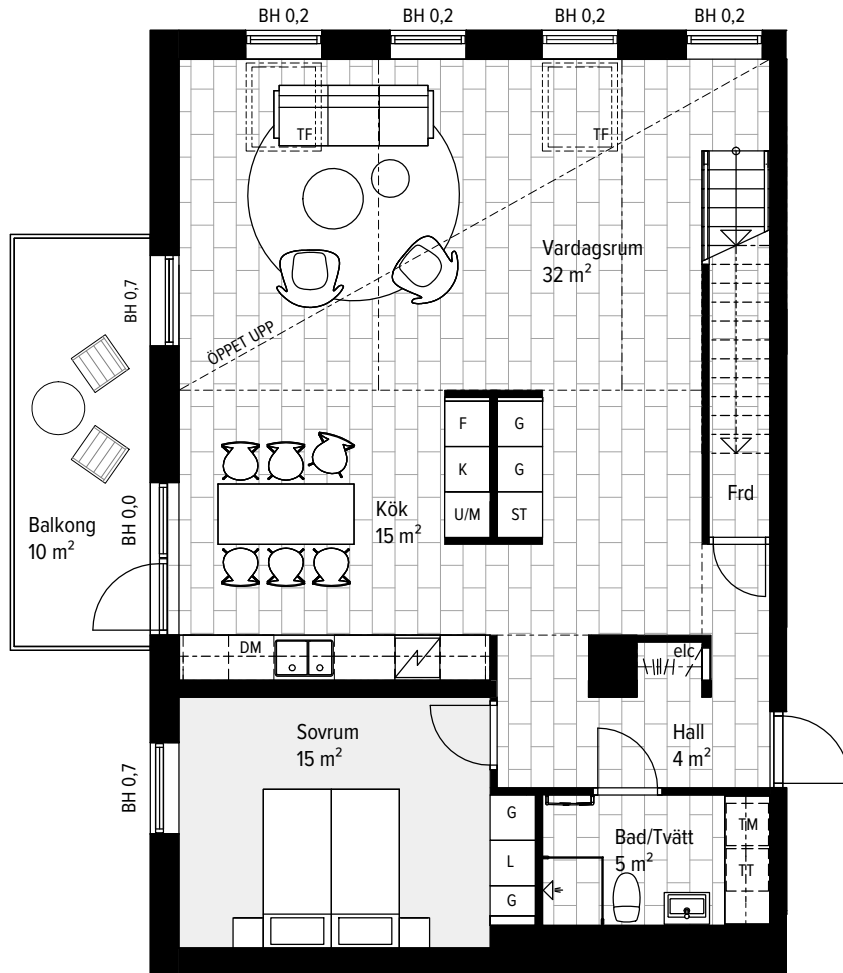 BH 0,2
BH 0,2
BH 0,2
BH 0,2
TF
TF
Vardagsrum
32 m²
BH 0,7
ÖPPET UPP
F
G
K
G
U/M
ST
Kök
15 m²
Frd
Balkong
10 m²
BH 0,0
DM
elc
Sovrum
15 m²
Hall
4 m²
BH 0,7
G
L
G
Bad/Tvätt
5 m²
TM
TT